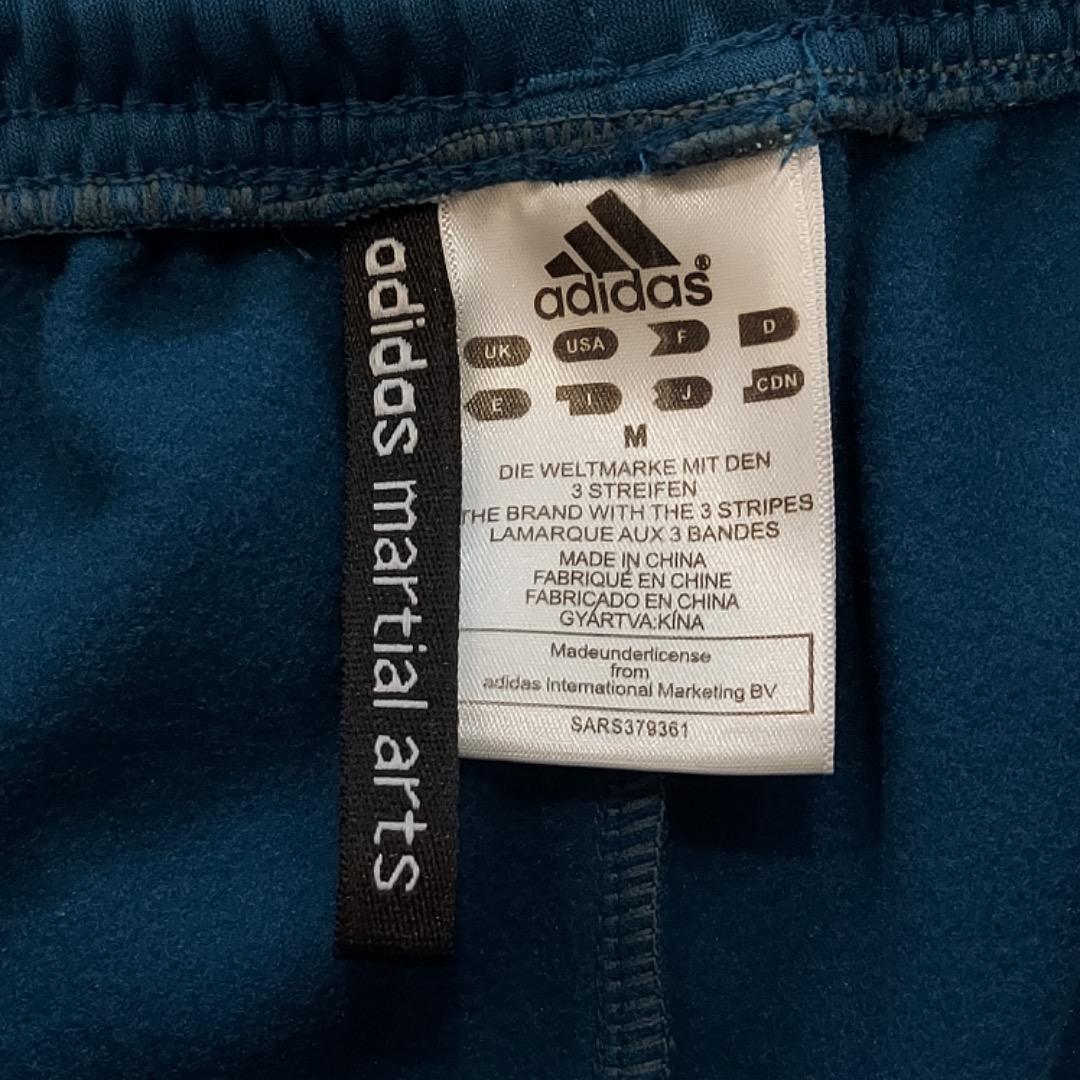 adidas martial arts
adidas®
UK USA F D
E I J CDN
M
DIE WELTMARKE MIT DEN
3 STREIFEN
THE BRAND WITH THE 3 STRIPES
LAMARQUE AUX 3 BANDES
MADE IN CHINA
FABRIQUÉ EN CHINE
FABRICADO EN CHINA
GYÁRTVA:KÍNA
Madeunderlicense
from
adidas International Marketing BV
SARS379361